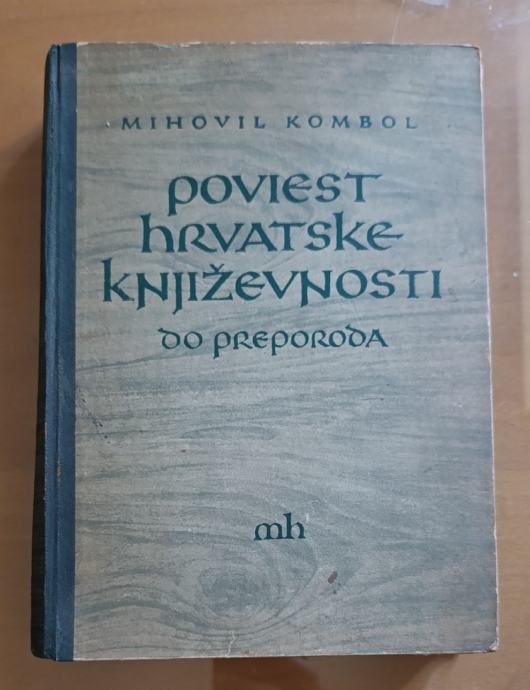 MIHOVIL KOMBOL
POVIEST
HRVATSKE
KNJIŽEVNOSTI
DO PREPORODA
mh